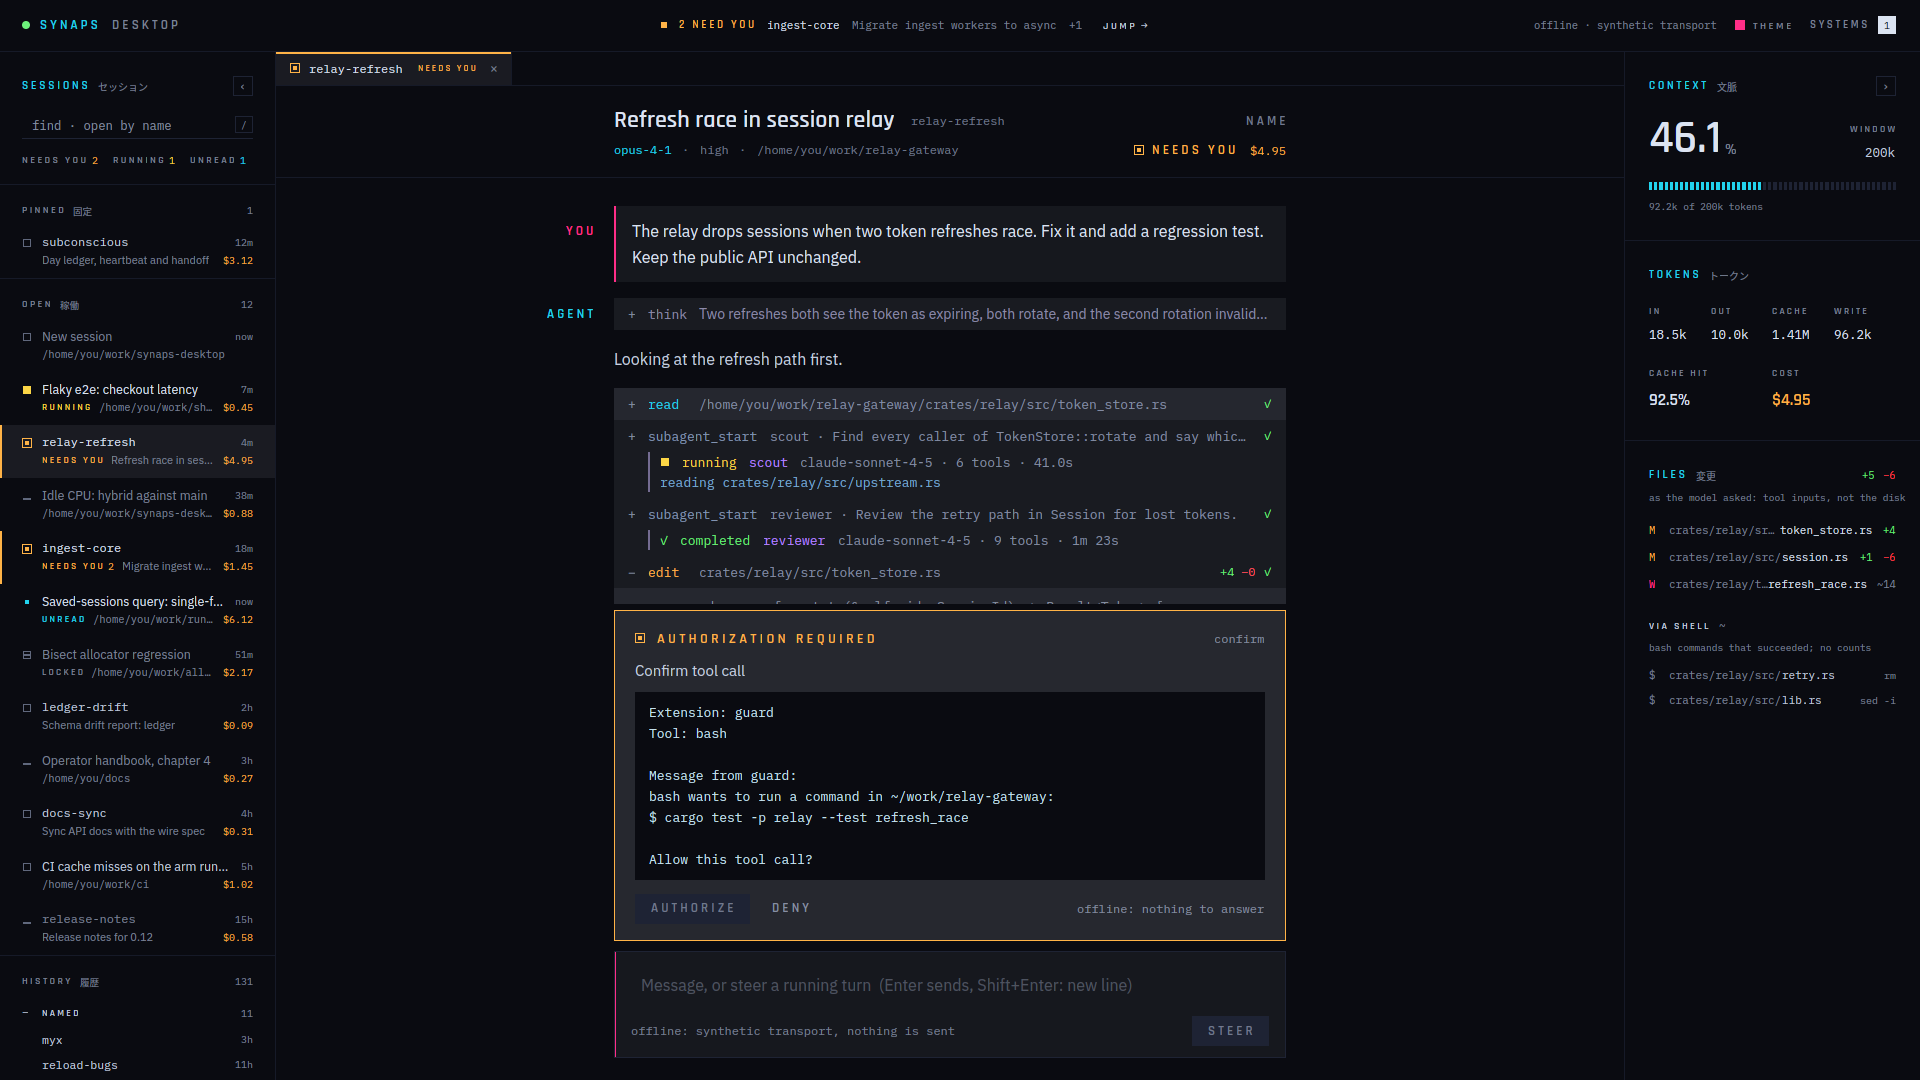 SYNAPS DESKTOP
2 NEED YOU ingest-core Migrate ingest workers to async +1 JUMP →
offline · synthetic transport THEME SYSTEMS 1
SESSIONS セッション ‹
find · open by name /
NEEDS YOU 2 RUNNING 1 UNREAD 1
PINNED 固定 1
subconscious 12m
Day ledger, heartbeat and handoff $3.12
OPEN 稼働 12
New session now
/home/you/work/synaps-desktop
Flaky e2e: checkout latency 7m
RUNNING /home/you/work/sh… $0.45
relay-refresh 4m
NEEDS YOU Refresh race in ses… $4.95
Idle CPU: hybrid against main 38m
/home/you/work/synaps-desk… $0.88
ingest-core 18m
NEEDS YOU 2 Migrate ingest w… $1.45
Saved-sessions query: single-f… now
UNREAD /home/you/work/run… $6.12
Bisect allocator regression 51m
LOCKED /home/you/work/all… $2.17
ledger-drift 2h
Schema drift report: ledger $0.09
Operator handbook, chapter 4 3h
/home/you/docs $0.27
docs-sync 4h
Sync API docs with the wire spec $0.31
CI cache misses on the arm run… 5h
/home/you/work/ci $1.02
release-notes 15h
Release notes for 0.12 $0.58
HISTORY 履歴 131
− NAMED 11
myx 3h
reload-bugs 11h
relay-refresh NEEDS YOU ×
Refresh race in session relay relay-refresh NAME
opus-4-1 · high · /home/you/work/relay-gateway NEEDS YOU $4.95
YOU
The relay drops sessions when two token refreshes race. Fix it and add a regression test.
Keep the public API unchanged.
AGENT
+ think Two refreshes both see the token as expiring, both rotate, and the second rotation invalid…
Looking at the refresh path first.
+ read /home/you/work/relay-gateway/crates/relay/src/token_store.rs ✓
+ subagent_start scout · Find every caller of TokenStore::rotate and say whic… ✓
running scout claude-sonnet-4-5 · 6 tools · 41.0s
reading crates/relay/src/upstream.rs
+ subagent_start reviewer · Review the retry path in Session for lost tokens. ✓
✓ completed reviewer claude-sonnet-4-5 · 9 tools · 1m 23s
− edit crates/relay/src/token_store.rs +4 −0 ✓
AUTHORIZATION REQUIRED confirm
Confirm tool call
Extension: guard
Tool: bash
Message from guard:
bash wants to run a command in ~/work/relay-gateway:
$ cargo test -p relay --test refresh_race
Allow this tool call?
AUTHORIZE DENY offline: nothing to answer
Message, or steer a running turn (Enter sends, Shift+Enter: new line)
offline: synthetic transport, nothing is sent STEER
CONTEXT 文脈 ›
46.1 % WINDOW
200k
92.2k of 200k tokens
TOKENS トークン
IN OUT CACHE WRITE
18.5k 10.0k 1.41M 96.2k
CACHE HIT COST
92.5% $4.95
FILES 変更 +5 −6
as the model asked: tool inputs, not the disk
M crates/relay/sr… token_store.rs +4
M crates/relay/src/session.rs +1 −6
W crates/relay/t…refresh_race.rs ~14
VIA SHELL ~
bash commands that succeeded; no counts
$ crates/relay/src/retry.rs rm
$ crates/relay/src/lib.rs sed -i